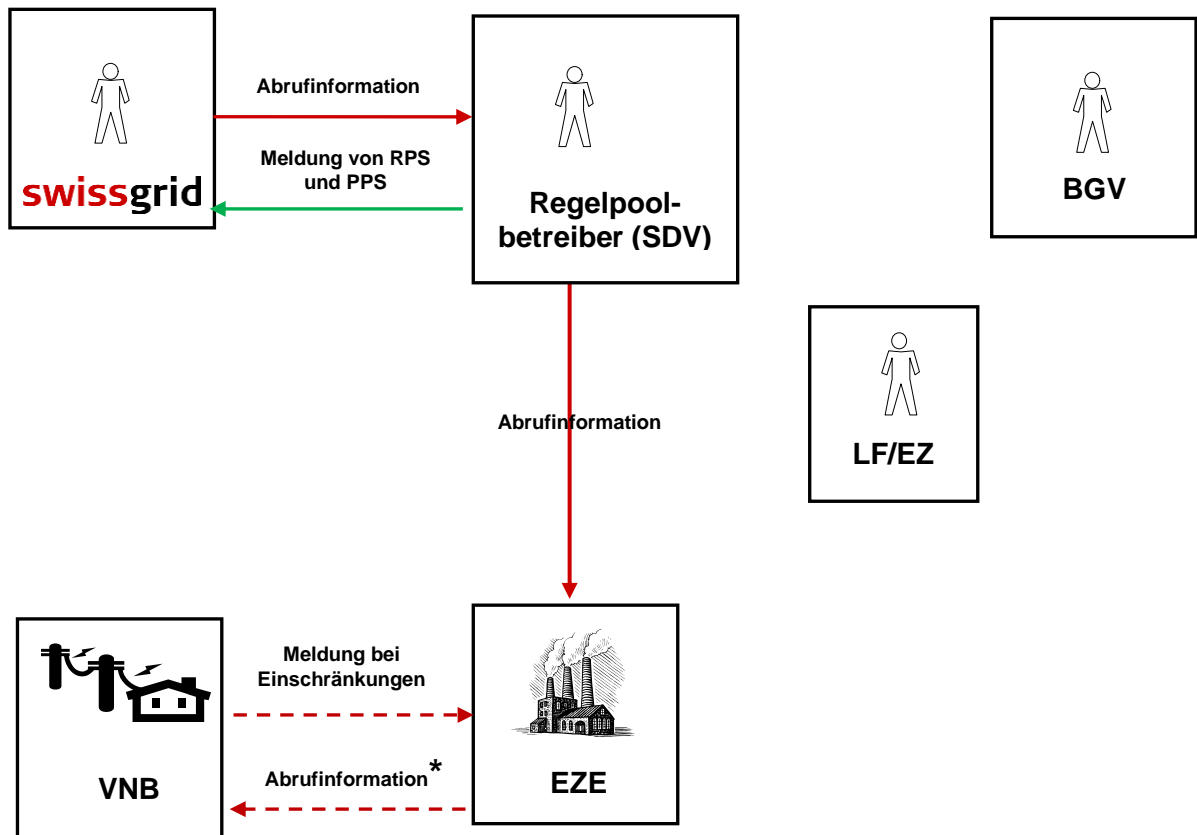 Abrufinformation
Meldung von RPS
und PPS
swissgrid
Regelpool-
betreiber (SDV)
BGV
Abrufinformation
LF/EZ
Meldung bei
Einschränkungen
Abrufinformation*
VNB
EZE